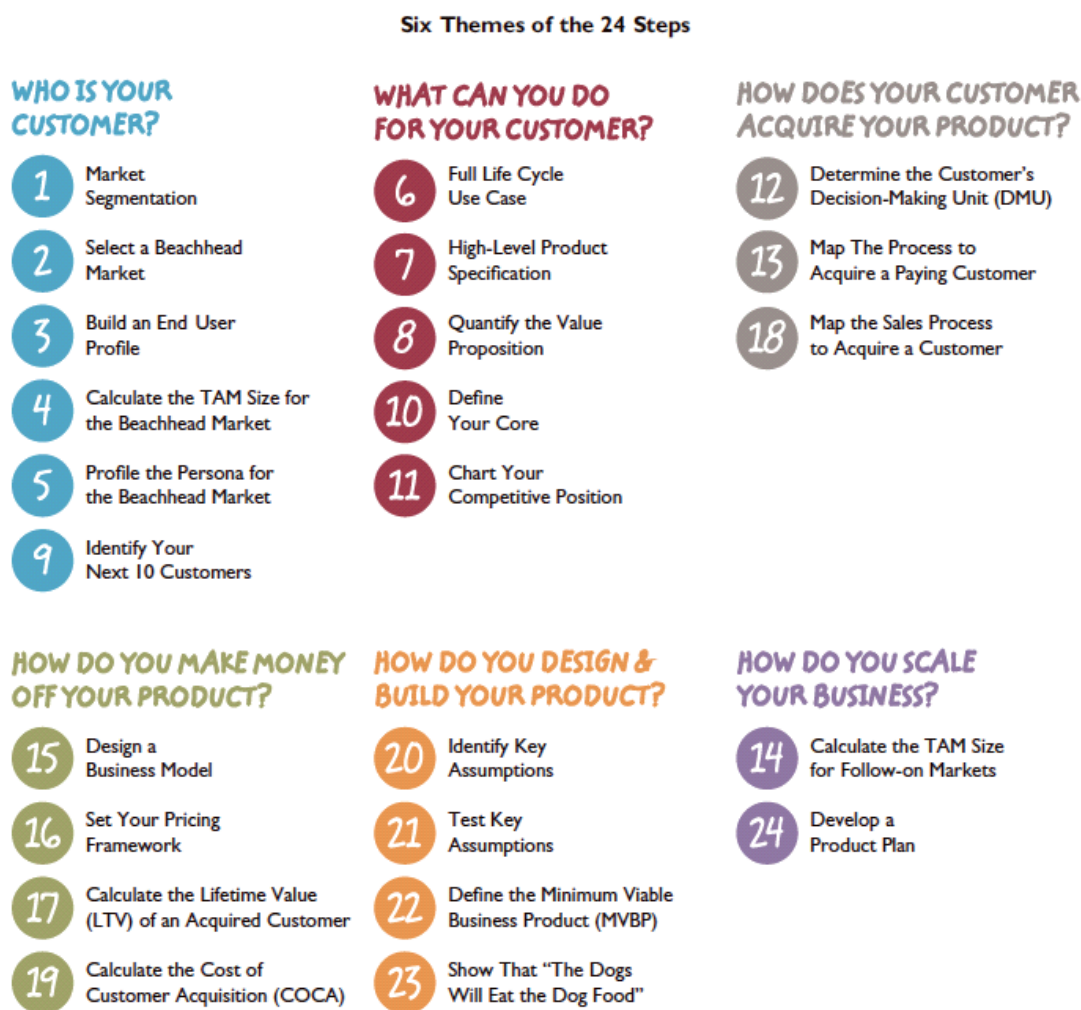 Six Themes of the 24 Steps
WHO IS YOUR
CUSTOMER?
1
Market
Segmentation
2
Select a Beachhead
Market
3
Build an End User
Profile
4
Calculate the TAM Size for
the Beachhead Market
5
Profile the Persona for
the Beachhead Market
9
Identify Your
Next 10 Customers
WHAT CAN YOU DO
FOR YOUR CUSTOMER?
6
Full Life Cycle
Use Case
7
High-Level Product
Specification
8
Quantify the Value
Proposition
10
Define
Your Core
11
Chart Your
Competitive Position
HOW DOES YOUR CUSTOMER
ACQUIRE YOUR PRODUCT?
12
Determine the Customer's
Decision-Making Unit (DMU)
13
Map The Process to
Acquire a Paying Customer
18
Map the Sales Process
to Acquire a Customer
HOW DO YOU MAKE MONEY
OFF YOUR PRODUCT?
15
Design a
Business Model
16
Set Your Pricing
Framework
17
Calculate the Lifetime Value
(LTV) of an Acquired Customer
19
Calculate the Cost of
Customer Acquisition (COCA)
HOW DO YOU DESIGN &
BUILD YOUR PRODUCT?
20
Identify Key
Assumptions
21
Test Key
Assumptions
22
Define the Minimum Viable
Business Product (MVBP)
23
Show That "The Dogs
Will Eat the Dog Food"
HOW DO YOU SCALE
YOUR BUSINESS?
14
Calculate the TAM Size
for Follow-on Markets
24
Develop a
Product Plan